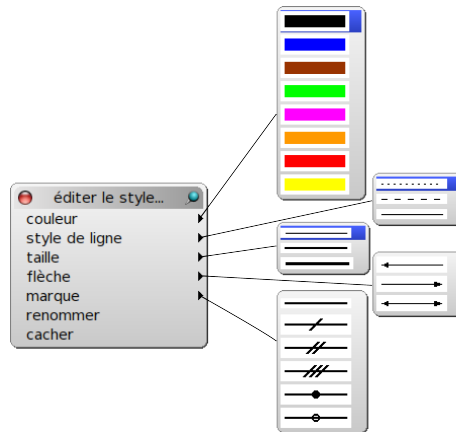 éditer le style...
couleur
style de ligne
taille
flèche
marque
renommer
cacher